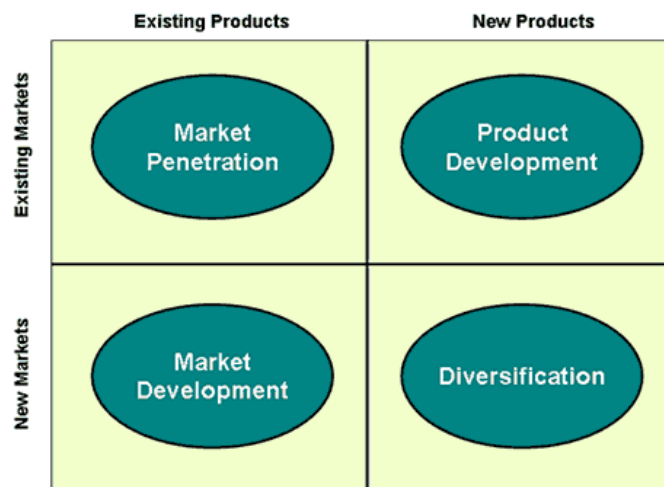 Existing Products
New Products
Existing Markets
Market
Penetration
Product
Development
New Markets
Market
Development
Diversification